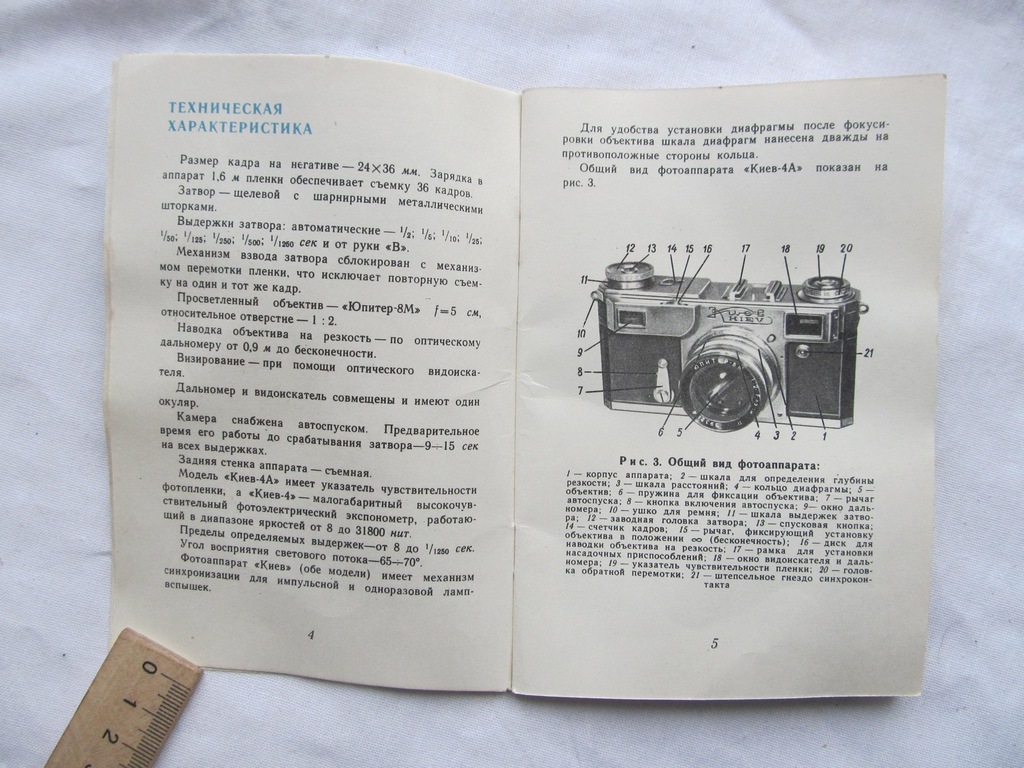 ТЕХНИЧЕСКАЯ
ХАРАКТЕРИСТИКА
Размер кадра на негативе — 24×36 мм. Зарядка в
аппарат 1,6 м пленки обеспечивает съемку 36 кадров.
Затвор — щелевой с шарнирными металлическими
шторками.
Выдержки затвора: автоматические — 1/2; 1/5; 1/10; 1/25;
1/50; 1/125; 1/250; 1/500; 1/1250 сек и от руки «В».
Механизм взвода затвора сблокирован с механиз-
мом перемотки пленки, что исключает повторную съем-
ку на один и тот же кадр.
Просветленный объектив — «Юпитер-8М» f=5 см,
относительное отверстие — 1 : 2.
Наводка объектива на резкость — по оптическому
дальномеру от 0,9 м до бесконечности.
Визирование — при помощи оптического видоиска-
теля.
Дальномер и видоискатель совмещены и имеют один
окуляр.
Камера снабжена автоспуском. Предварительное
время его работы до срабатывания затвора—9—15 сек
на всех выдержках.
Задняя стенка аппарата — съемная.
Модель «Киев-4А» имеет указатель чувствительности
фотопленки, а «Киев-4» — малогабаритный высокочув-
ствительный фотоэлектрический экспонометр, работаю-
щий в диапазоне яркостей от 8 до 31800 нит.
Пределы определяемых выдержек—от 8 до 1/1250 сек.
Угол восприятия светового потока—65—70°.
Фотоаппарат «Киев» (обе модели) имеет механизм
синхронизации для импульсной и одноразовой ламп-
вспышек.
4
Для удобства установки диафрагмы после фокуси-
ровки объектива шкала диафрагм нанесена дважды на
противоположные стороны кольца.
Общий вид фотоаппарата «Киев-4А» показан на
рис. 3.
12 13 14 15 16 17 18 19 20
11
10
9
8
7
6 5 4 3 2 1
21
Киев
KIEV
Рис. 3. Общий вид фотоаппарата:
1 — корпус аппарата; 2 — шкала для определения глубины
резкости; 3 — шкала расстояний; 4 — кольцо диафрагмы; 5 —
объектив; 6 — пружина для фиксации объектива; 7 — рычаг
автоспуска; 8 — кнопка включения автоспуска; 9— окно даль-
номера; 10 — ушко для ремня; 11 — шкала выдержек затво-
ра; 12 — заводная головка затвора; 13 — спусковая кнопка;
14 — счетчик кадров; 15 — рычаг, фиксирующий установку
объектива в положении ∞ (бесконечность); 16 — диск для
наводки объектива на резкость; 17 — рамка для установки
насадочных приспособлений; 18 — окно видоискателя и даль-
номера; 19 — указатель чувствительности пленки; 20 — голов-
ка обратной перемотки; 21 — штепсельное гнездо синхрокон-
такта
5
0
1
2